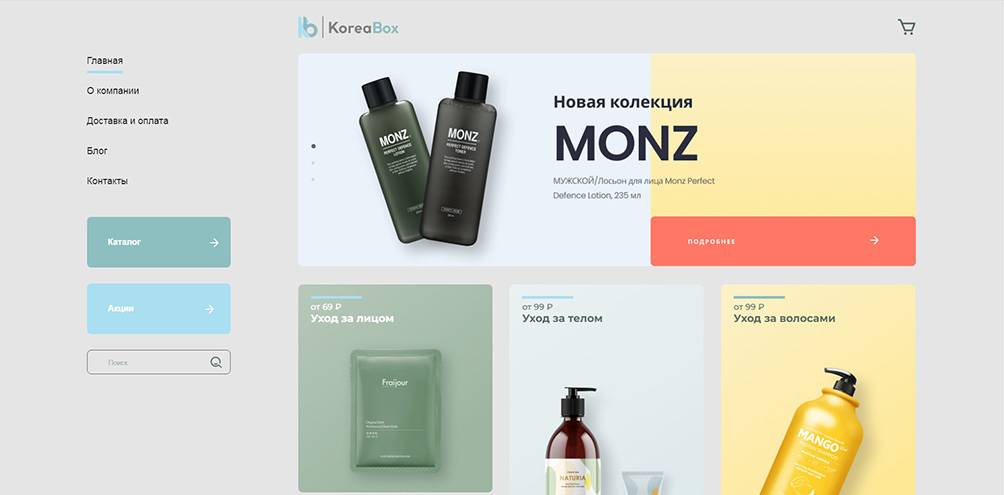 KoreaBox
Главная
О компании
Доставка и оплата
Блог
Контакты
Каталог
Акции
Поиск
MONZ
PERFECT DEFENCE
LOTION
MONZ
PERFECT DEFENCE
TONER
Новая колекция
MONZ
МУЖСКОЙ/Лосьон для лица Monz Perfect
Defence Lotion, 235 мл
ПОДРОБНЕЕ
от 69 ₽
Уход за лицом
Fraijour
от 99 ₽
Уход за телом
NATURIA
от 99 ₽
Уход за волосами
MANGO